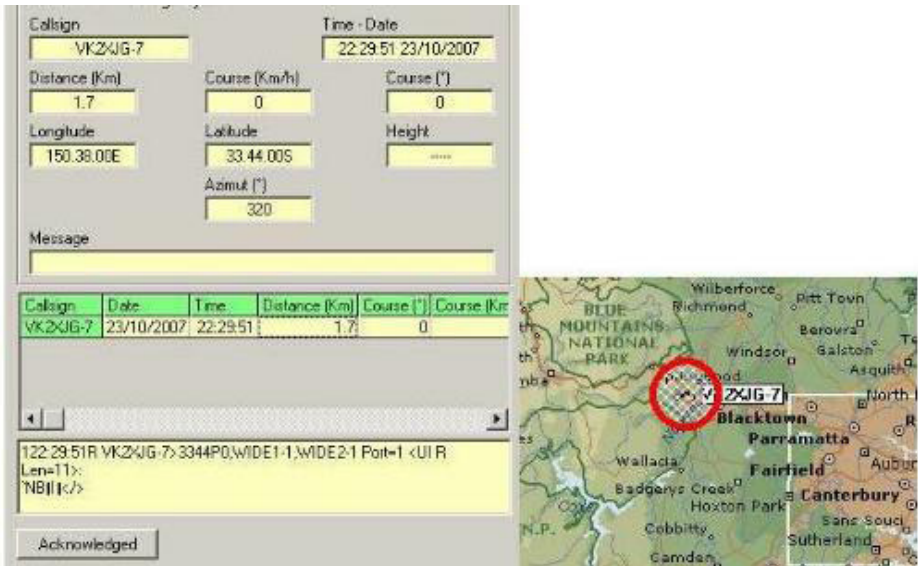 Callsign
Time - Date
VK2XJG-7
22:29:51 23/10/2007
Distance (Km)
Course (Km/h)
Course (°)
1.7
0
0
Longitude
Latitude
Height
150.38.00E
33.44.00S
-----
Azimut (°)
320
Message
Callsign Date Time Distance (Km) Course (°) Course (Km
VK2XJG-7 23/10/2007 22:29:51 1.7 0
122:29:51R VK2XJG-7>3344P0,WIDE1-1,WIDE2-1 Port=1 <UI R
Len=11>:
Acknowledged
Wilberforce
Pitt Town
BLUE
Richmond
MOUNTAINS
Berowra
NATIONAL
Windsor
Galston
PARK
Asquith
VK2XJG-7
North
Blacktown
Parramatta
Wallacia
Fairfield
Aubur
Badgerys Creek
Canterbury
Hoxton Park
N.P.
Cobbitty
Sans Souci
Sutherland
Camden